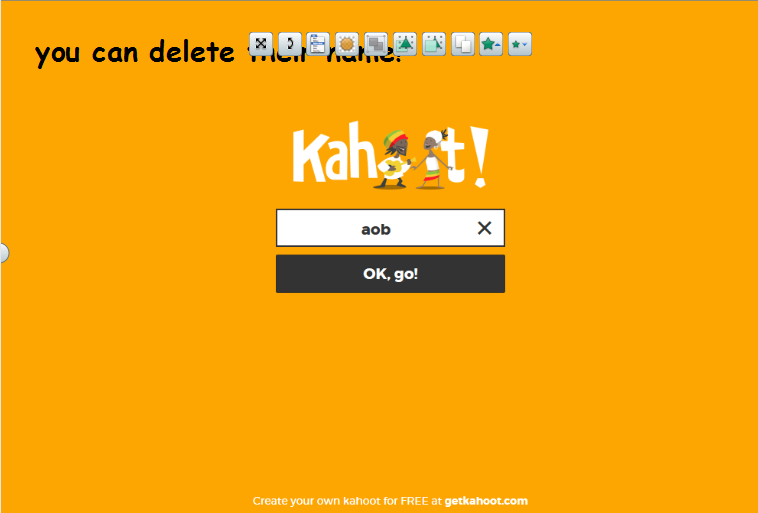 you can delete their name!
Kahoot!
aob
OK, go!
Create your own kahoot for FREE at getkahoot.com